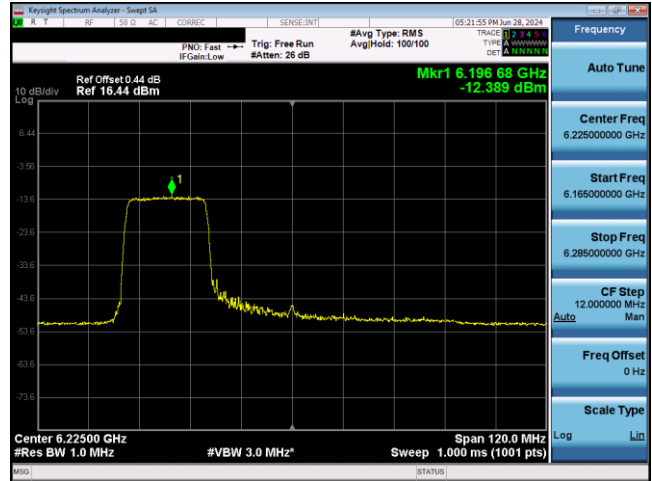 Keysight Spectrum Analyzer - Swept SA
LXI R T RF 50 Ω AC CORREC SENSE:INT 05:21:55 PM Jun 28, 2024
PNO: Fast
IFGain:Low
Trig: Free Run
#Atten: 26 dB
#Avg Type: RMS
Avg|Hold: 100/100
TRACE 1 2 3 4 5 6
TYPE A WWWWW
DET A N N N N N
Ref Offset 0.44 dB
10 dB/div Ref 16.44 dBm
Log
Mkr1 6.196 68 GHz
-12.389 dBm
1
6.44
-3.56
-13.6
-23.6
-33.6
-43.6
-53.6
-63.6
-73.6
Center 6.22500 GHz
#Res BW 1.0 MHz
#VBW 3.0 MHz*
Span 120.0 MHz
Sweep 1.000 ms (1001 pts)
MSG
STATUS
Frequency
Auto Tune
Center Freq
6.225000000 GHz
Start Freq
6.165000000 GHz
Stop Freq
6.285000000 GHz
CF Step
12.000000 MHz
Auto Man
Freq Offset
0 Hz
Scale Type
Log Lin